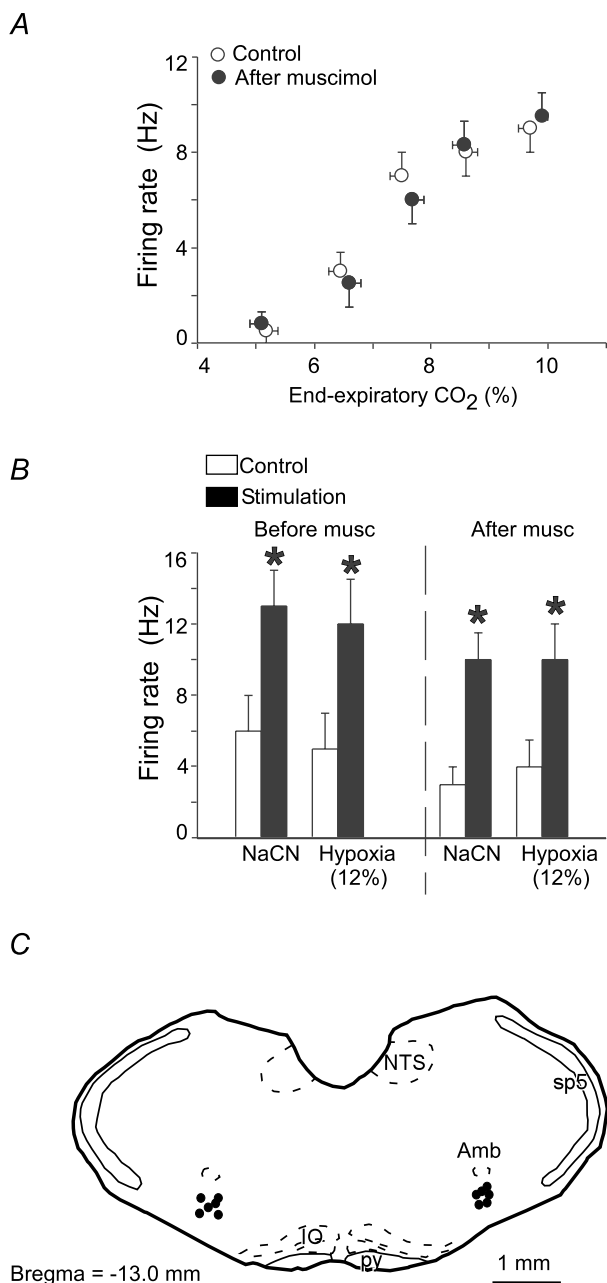 A
Control
After muscimol
12
8
4
0
Firing rate (Hz)
4 6 8 10
End-expiratory CO2 (%)
B
Control
Stimulation
Before musc After musc
16
12
8
4
0
Firing rate (Hz)
* * * *
NaCN Hypoxia (12%) NaCN Hypoxia (12%)
C
NTS
sp5
Amb
IO
py
Bregma = -13.0 mm 1 mm